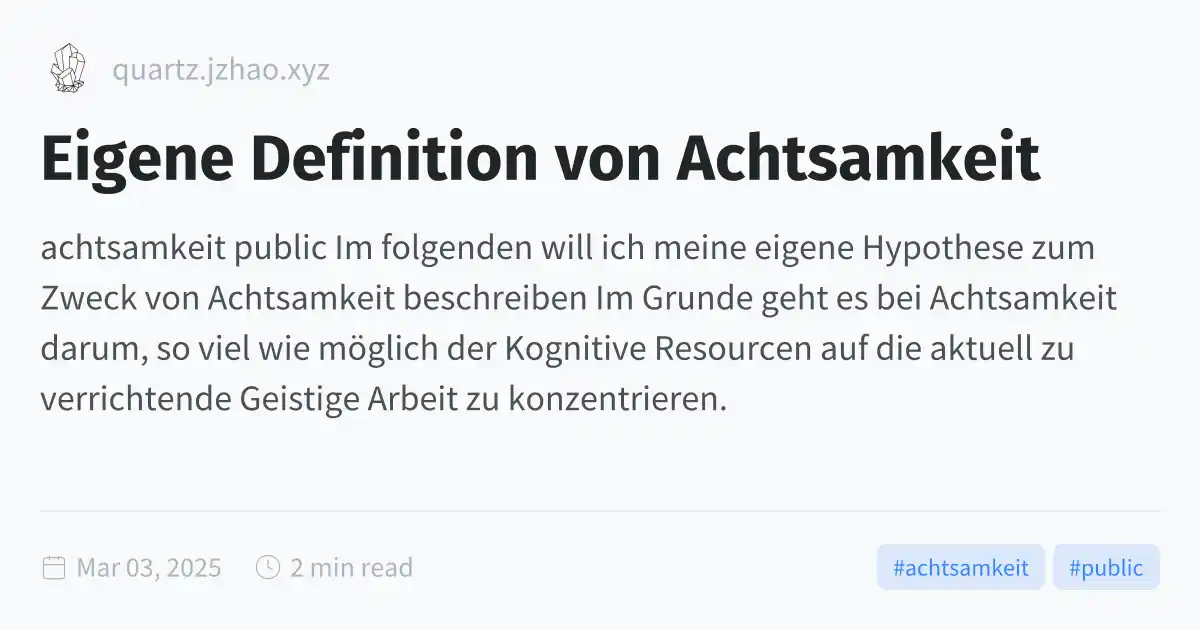 quartz.jzhao.xyz
Eigene Definition von Achtsamkeit
achtsamkeit public Im folgenden will ich meine eigene Hypothese zum
Zweck von Achtsamkeit beschreiben Im Grunde geht es bei Achtsamkeit
darum, so viel wie möglich der Kognitive Resourcen auf die aktuell zu
verrichtende Geistige Arbeit zu konzentrieren.
Mar 03, 2025 2 min read #achtsamkeit #public